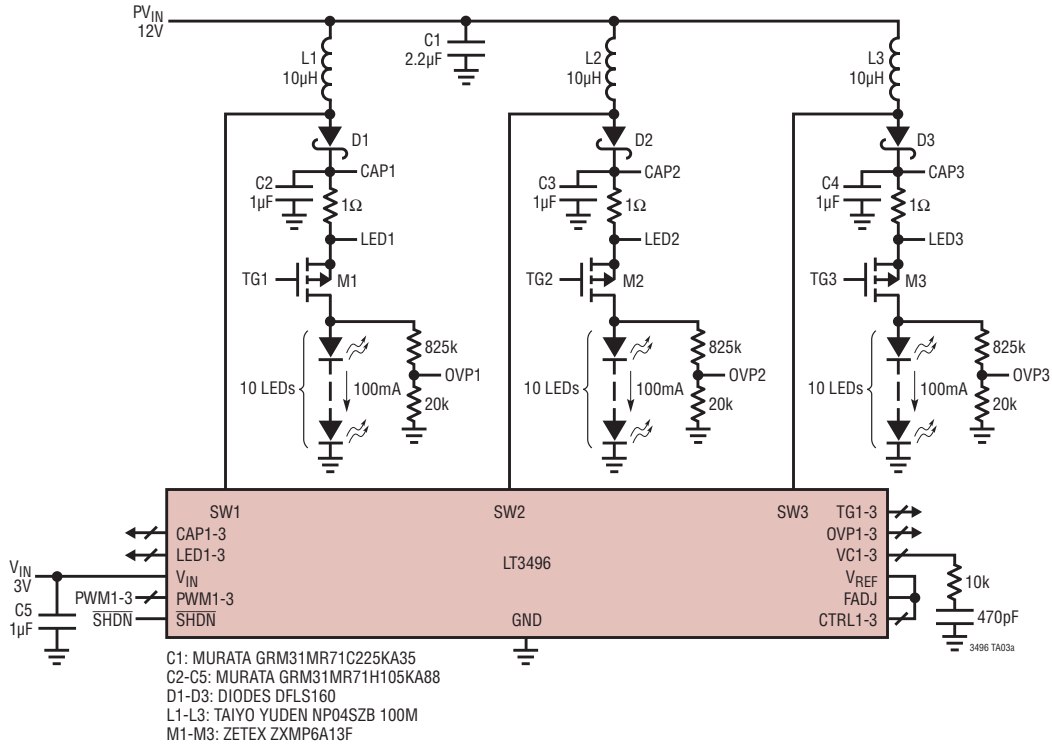 PVIN
12V
C1
2.2µF
L1
10µH
L2
10µH
L3
10µH
D1
D2
D3
CAP1
CAP2
CAP3
C2
1µF
C3
1µF
C4
1µF
1Ω
1Ω
1Ω
LED1
LED2
LED3
TG1
M1
TG2
M2
TG3
M3
825k
825k
825k
10 LEDs
100mA
OVP1
10 LEDs
100mA
OVP2
10 LEDs
100mA
OVP3
20k
20k
20k
SW1
SW2
SW3
TG1-3
CAP1-3
OVP1-3
LED1-3
VC1-3
LT3496
VIN
3V
VIN
VREF
10k
PWM1-3
PWM1-3
FADJ
C5
1µF
SHDN
SHDN
GND
CTRL1-3
470pF
3496 TA03a
C1: MURATA GRM31MR71C225KA35
C2-C5: MURATA GRM31MR71H105KA88
D1-D3: DIODES DFLS160
L1-L3: TAIYO YUDEN NP04SZB 100M
M1-M3: ZETEX ZXMP6A13F